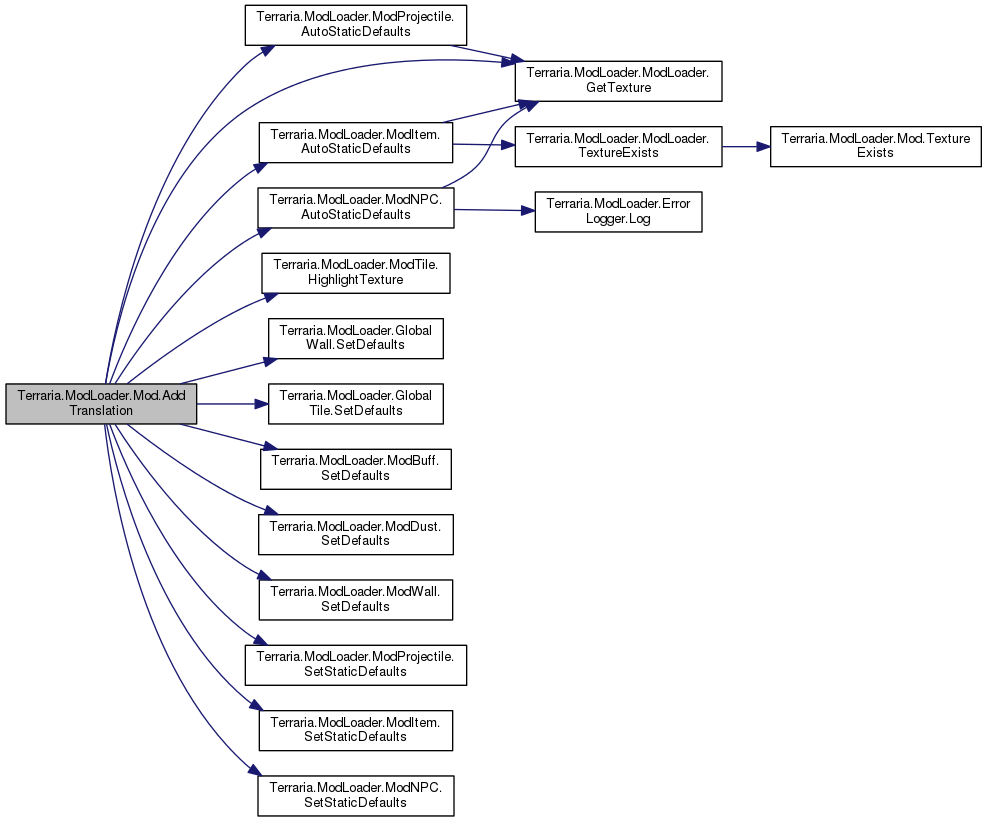 Terraria.ModLoader.ModProjectile.
AutoStaticDefaults
Terraria.ModLoader.ModLoader.
GetTexture
Terraria.ModLoader.ModItem.
AutoStaticDefaults
Terraria.ModLoader.ModLoader.
TextureExists
Terraria.ModLoader.Mod.Texture
Exists
Terraria.ModLoader.ModNPC.
AutoStaticDefaults
Terraria.ModLoader.Error
Logger.Log
Terraria.ModLoader.ModTile.
HighlightTexture
Terraria.ModLoader.Global
Wall.SetDefaults
Terraria.ModLoader.Mod.Add
Translation
Terraria.ModLoader.Global
Tile.SetDefaults
Terraria.ModLoader.ModBuff.
SetDefaults
Terraria.ModLoader.ModDust.
SetDefaults
Terraria.ModLoader.ModWall.
SetDefaults
Terraria.ModLoader.ModProjectile.
SetStaticDefaults
Terraria.ModLoader.ModItem.
SetStaticDefaults
Terraria.ModLoader.ModNPC.
SetStaticDefaults